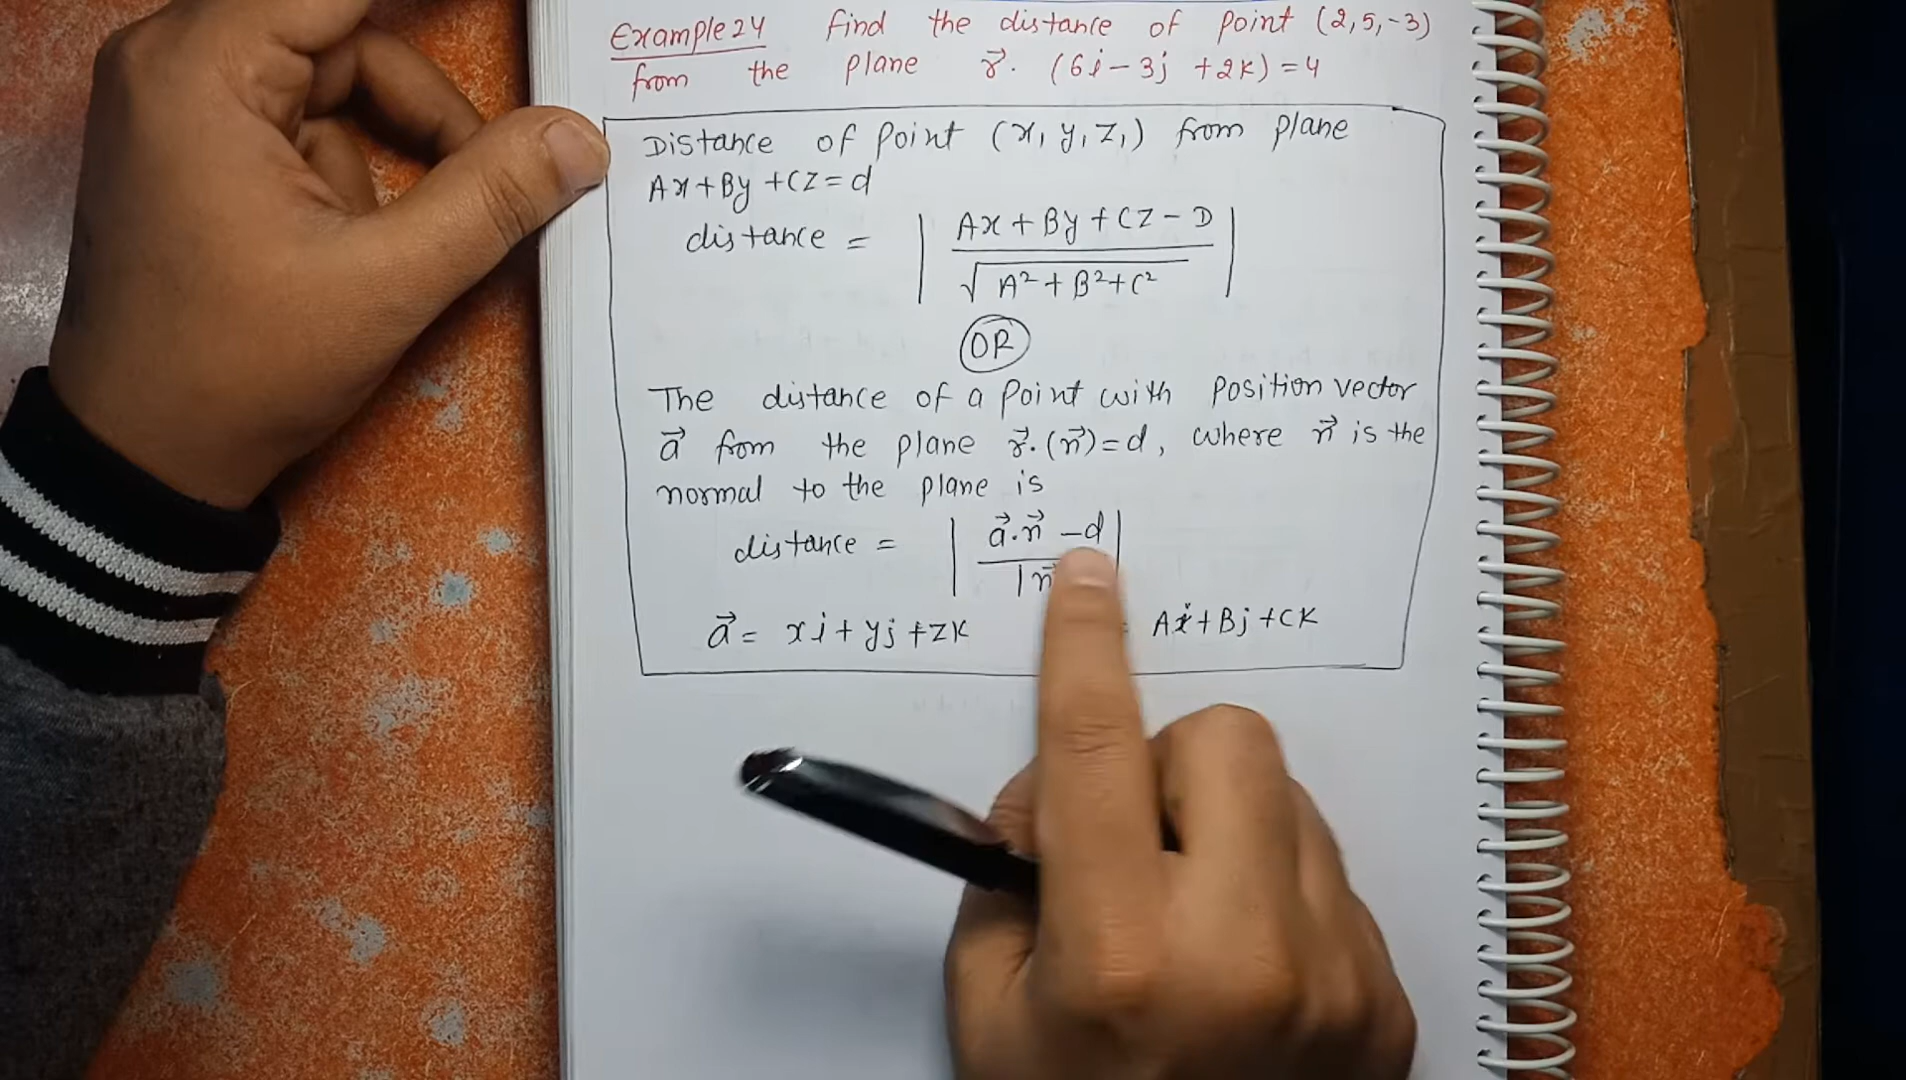 Example 24 Find the distance of point (2,5,-3)
from the plane r⃗. (6i - 3j + 2k) = 4
Distance of Point (x₁ y₁ z₁) from plane
Ax + By + CZ = d
distance = | Ax + By + CZ - D
√ A² + B² + C² |
OR
The distance of a Point with Position vector
a⃗ from the plane r⃗. (n⃗) = d, where n⃗ is the
normal to the plane is
distance = | a⃗.n⃗ - d |
|n⃗
a⃗ = xi + yj + zk = Ai + Bj + CK